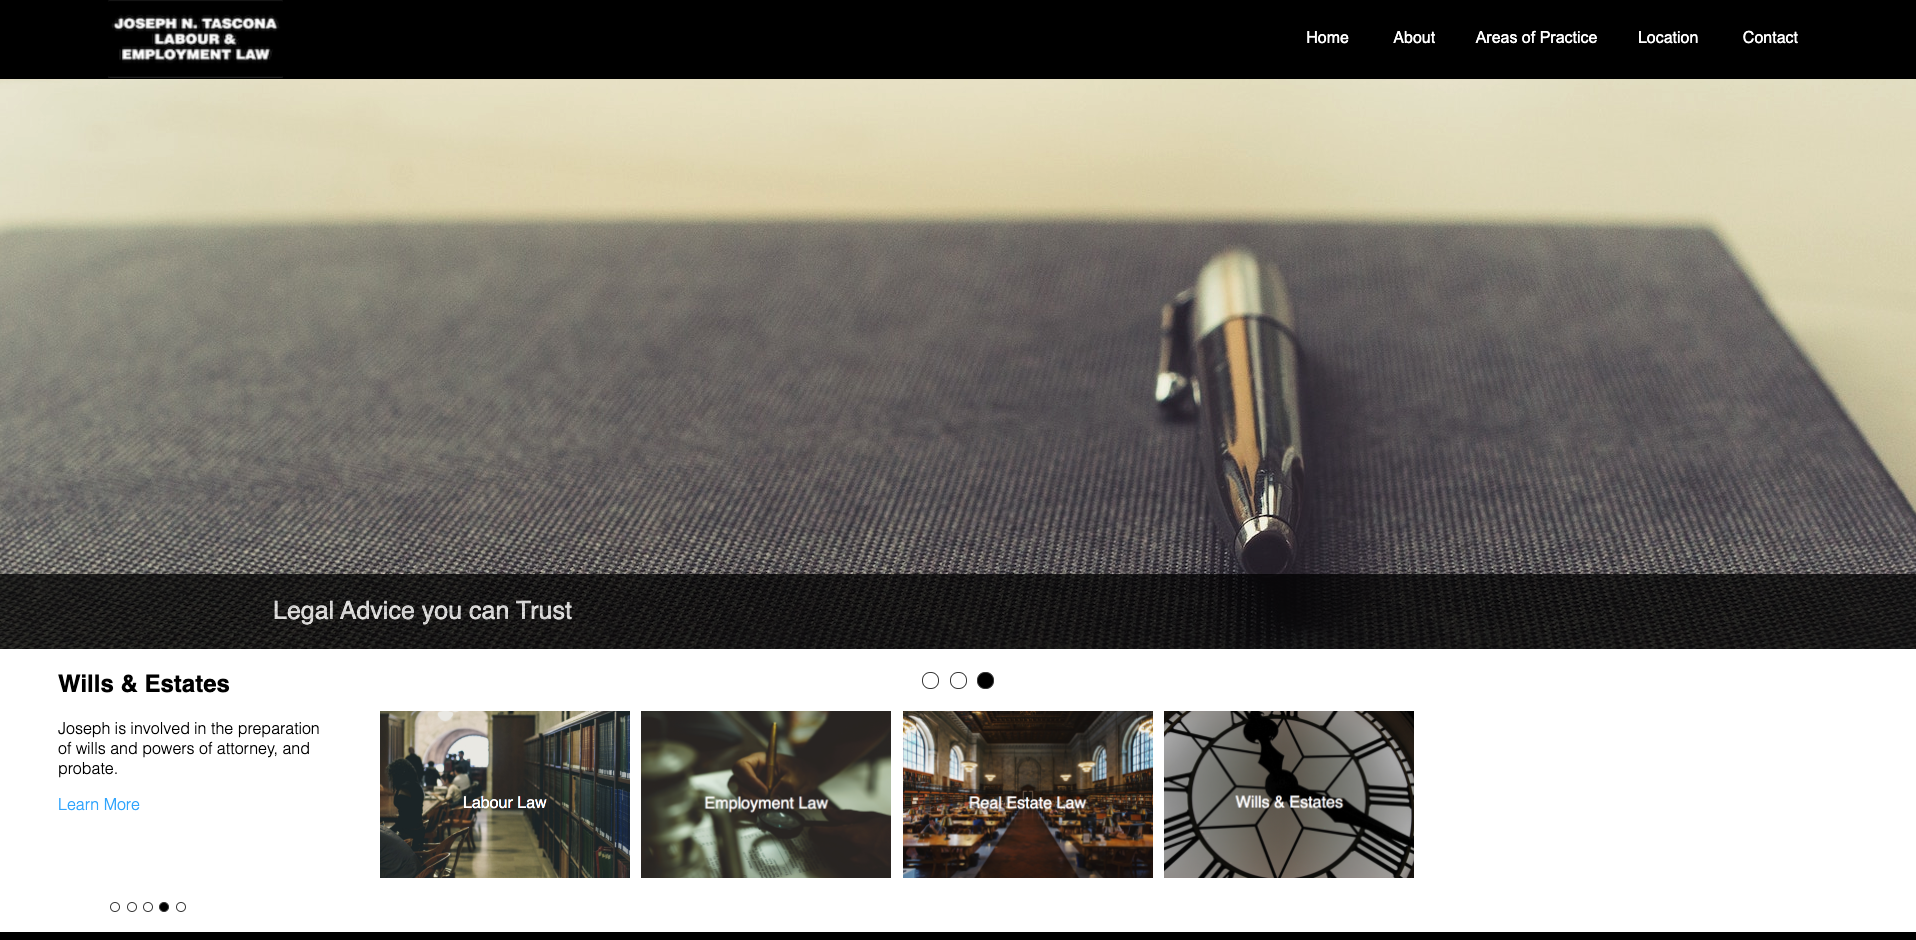 JOSEPH N. TASCONA
LABOUR &
EMPLOYMENT LAW
Home About Areas of Practice Location Contact
Legal Advice you can Trust
Wills & Estates
Joseph is involved in the preparation
of wills and powers of attorney, and
probate.
Learn More
Labour Law
Employment Law
Real Estate Law
Wills & Estates